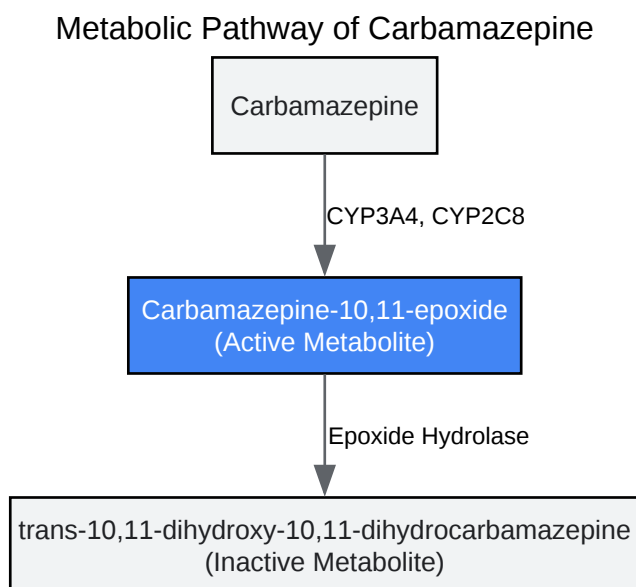 Metabolic Pathway of Carbamazepine
Carbamazepine
CYP3A4, CYP2C8
Carbamazepine-10,11-epoxide
(Active Metabolite)
Epoxide Hydrolase
trans-10,11-dihydroxy-10,11-dihydrocarbamazepine
(Inactive Metabolite)